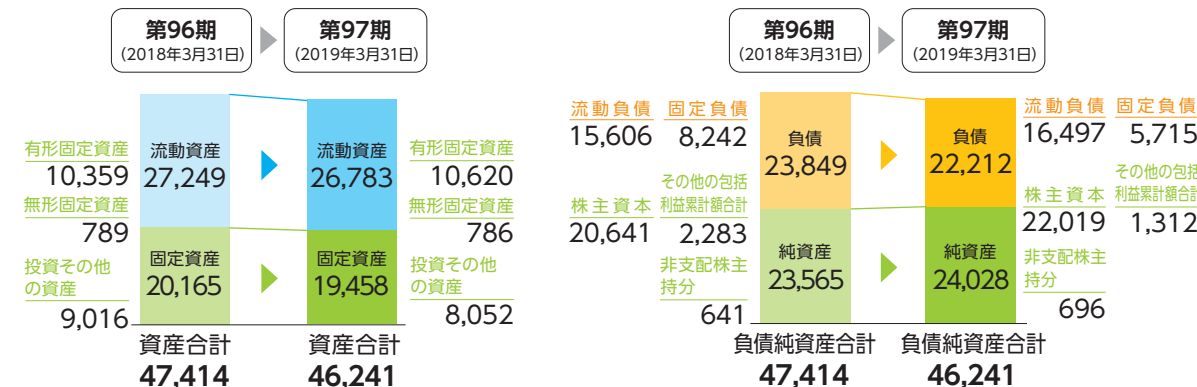 第96期
(2018年3月31日)
第97期
(2019年3月31日)
有形固定資産
10,359
無形固定資産
789
投資その他
の資産
9,016
流動資産
27,249
固定資産
20,165
資産合計
47,414
流動資産
26,783
固定資産
19,458
資産合計
46,241
有形固定資産
10,620
無形固定資産
786
投資その他
の資産
8,052
第96期
(2018年3月31日)
第97期
(2019年3月31日)
流動負債 固定負債
15,606 8,242
株主資本
20,641
その他の包括
利益累計額合計
2,283
非支配株主
持分
641
負債
23,849
純資産
23,565
負債純資産合計
47,414
負債
22,212
純資産
24,028
負債純資産合計
46,241
流動負債 固定負債
16,497 5,715
株主資本
22,019
その他の包括
利益累計額合計
1,312
非支配株主
持分
696